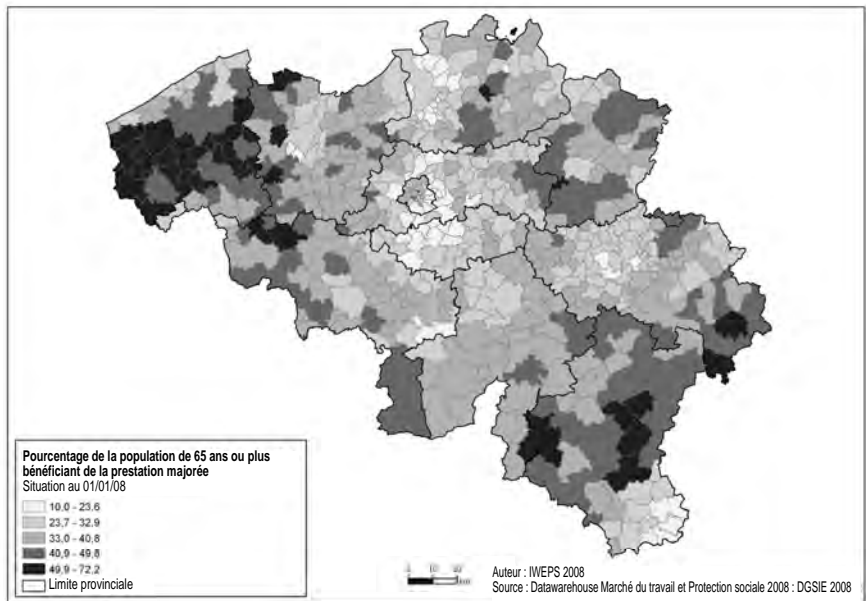 Pourcentage de la population de 65 ans ou plus
bénéficiant de la prestation majorée
Situation au 01/01/08
10,0 - 23,6
23,7 - 32,9
33,0 - 40,8
40,9 - 49,8
49,9 - 72,2
Limite provinciale
Auteur : IWEPS 2008
Source : Datawarehouse Marché du travail et Protection sociale 2008 : DGSIE 2008